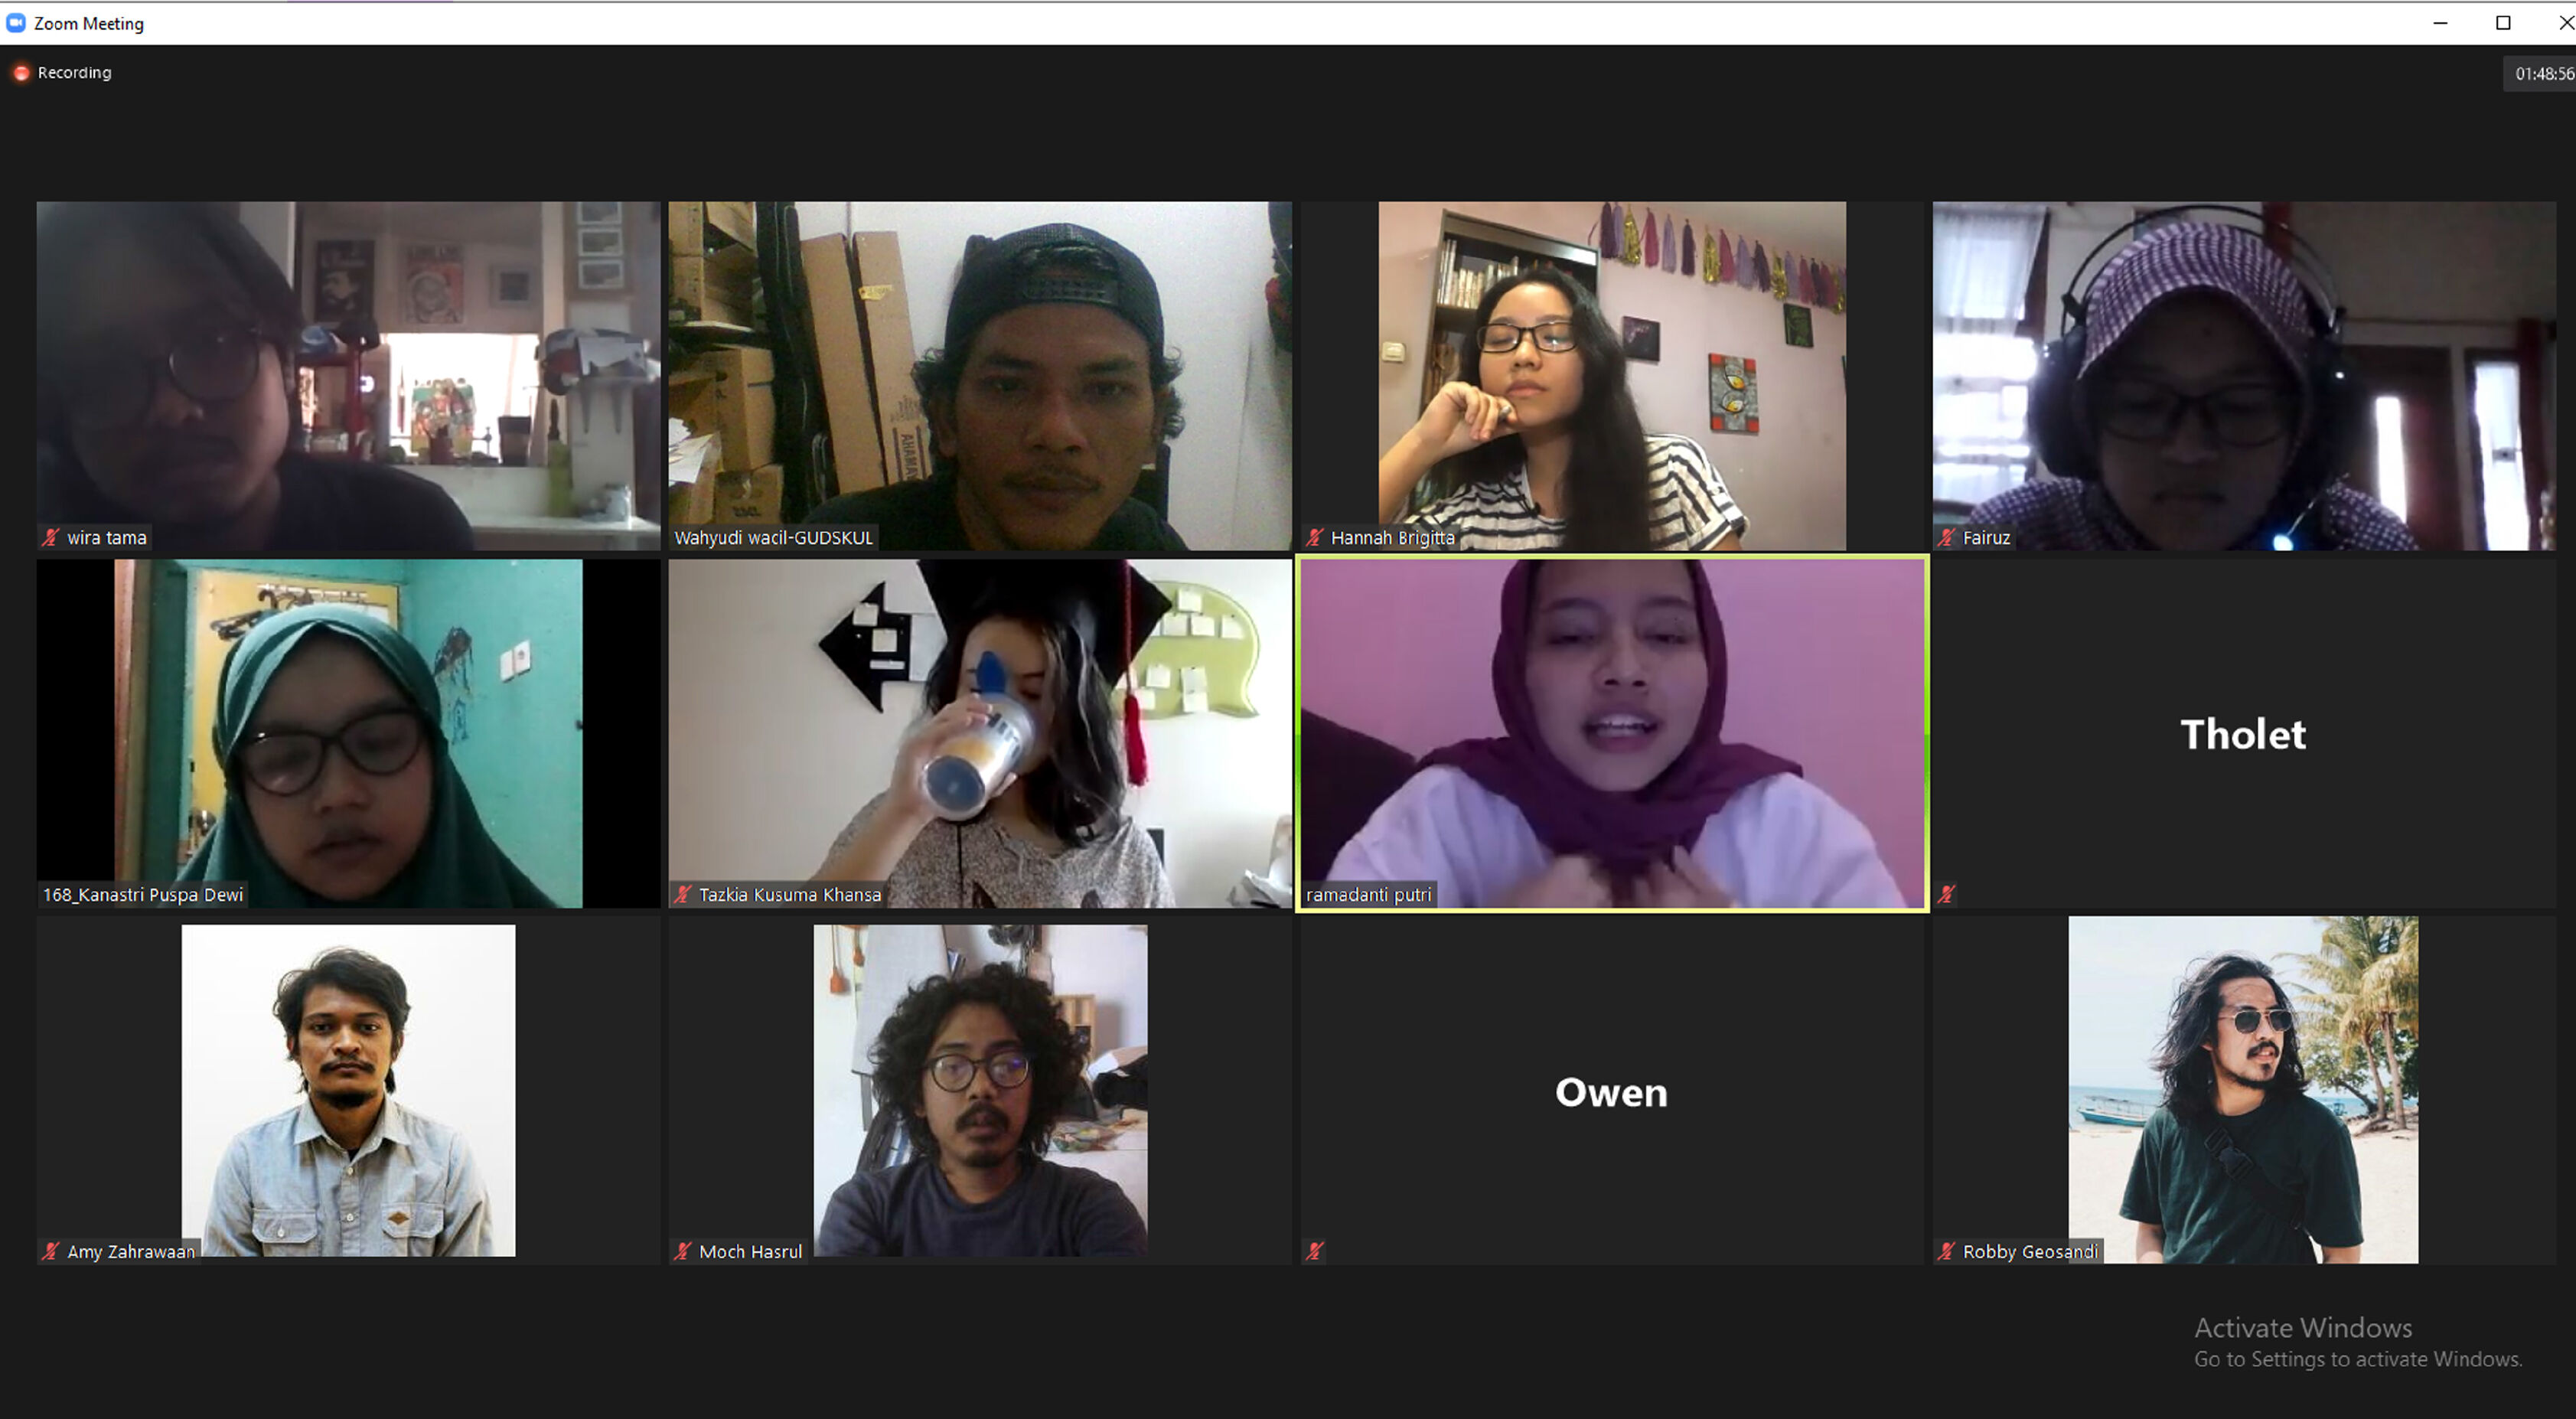 Zoom Meeting
Recording
01:48:56
wira tama
Wahyudi wacil-GUDSKUL
Hannah Brigitta
Fairuz
168_Kanastri Puspa Dewi
Tazkia Kusuma Khansa
ramadanti putri
Tholet
Amy Zahrawaan
Moch Hasrul
Owen
Robby Geosandi
Activate Windows
Go to Settings to activate Windows.